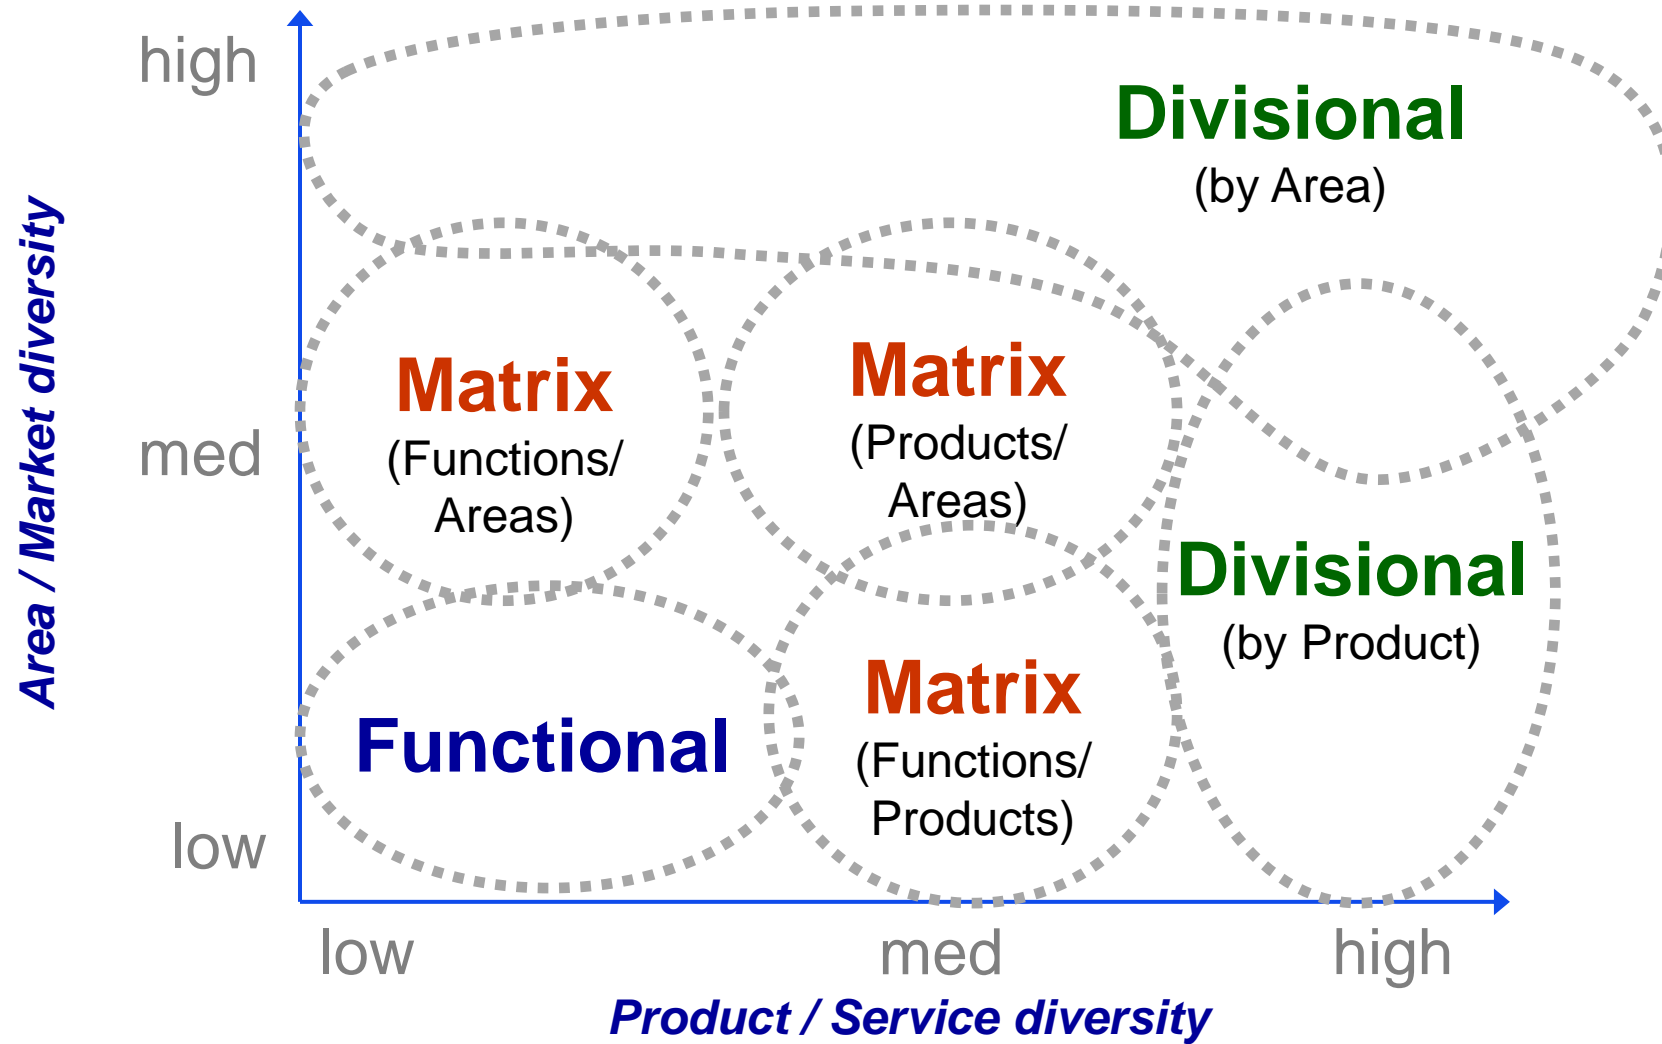 high
Divisional
(by Area)
Area / Market diversity
Matrix
(Functions/
Areas)
Matrix
(Products/
Areas)
med
Divisional
(by Product)
Functional
Matrix
(Functions/
Products)
low
low
med
high
Product / Service diversity